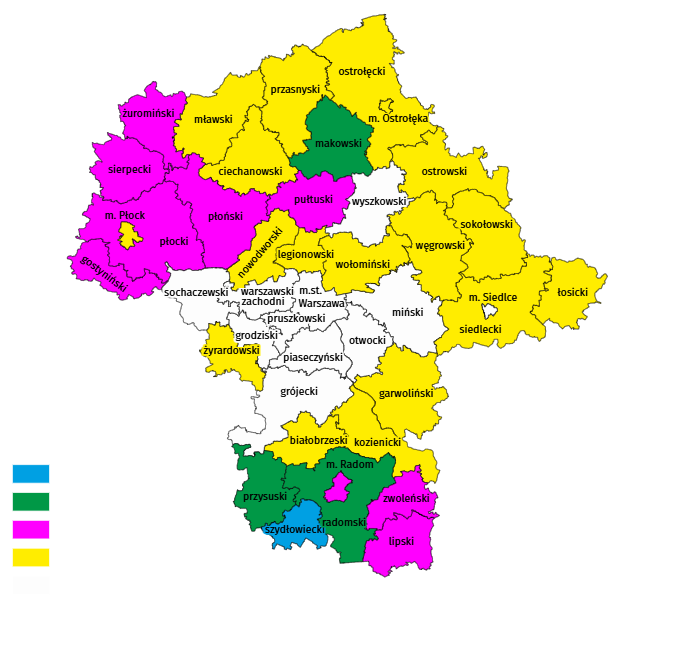 ostrołęcki
przasnyski
żuromiński
mławski
m. Ostrołęka
makowski
sierpecki
ciechanowski
ostrowski
pułtuski
wyszkowski
m. Płock
płoński
sokołowski
płocki
nowodworski
legionowski
węgrowski
wołomiński
gostyniński
sochaczewski
warszawski
zachodni
m.st.
Warszawa
m. Siedlce
łosicki
pruszkowski
miński
siedlecki
grodziski
otwocki
żyrardowski
piaseczyński
grójecki
garwoliński
białobrzeski
kozienicki
m. Radom
przysuski
zwoleński
szydłowiecki
radomski
lipski